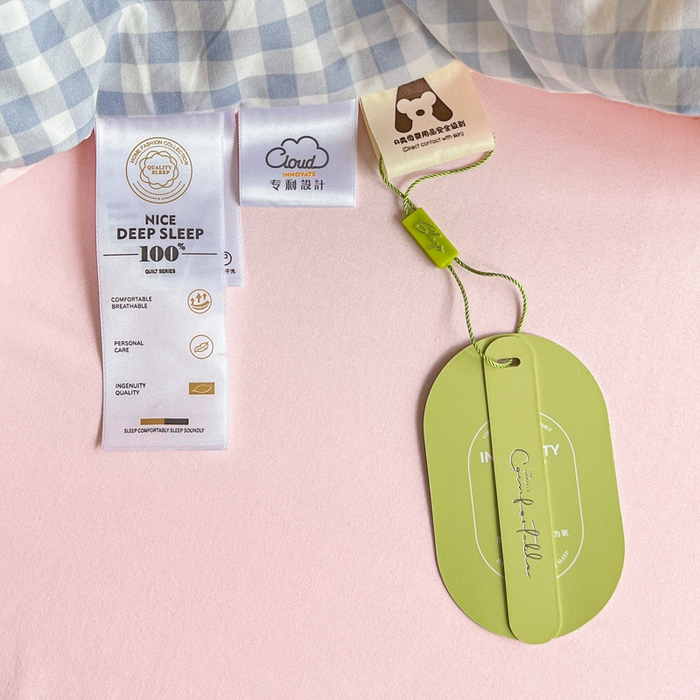 HOME FASHION COLLECTION
QUALITY
SLEEP
NICE
DEEP SLEEP
100%
QUILT SERIES
COMFORTABLE
BREATHABLE
PERSONAL
CARE
INGENUITY
QUALITY
SLEEP COMFORTABLY SLEEP SOUNDLY
干洗
Cloud
INNOVATE
专利設計
A类母婴用品安全級别
(Direct contact with skin)
Comfortable